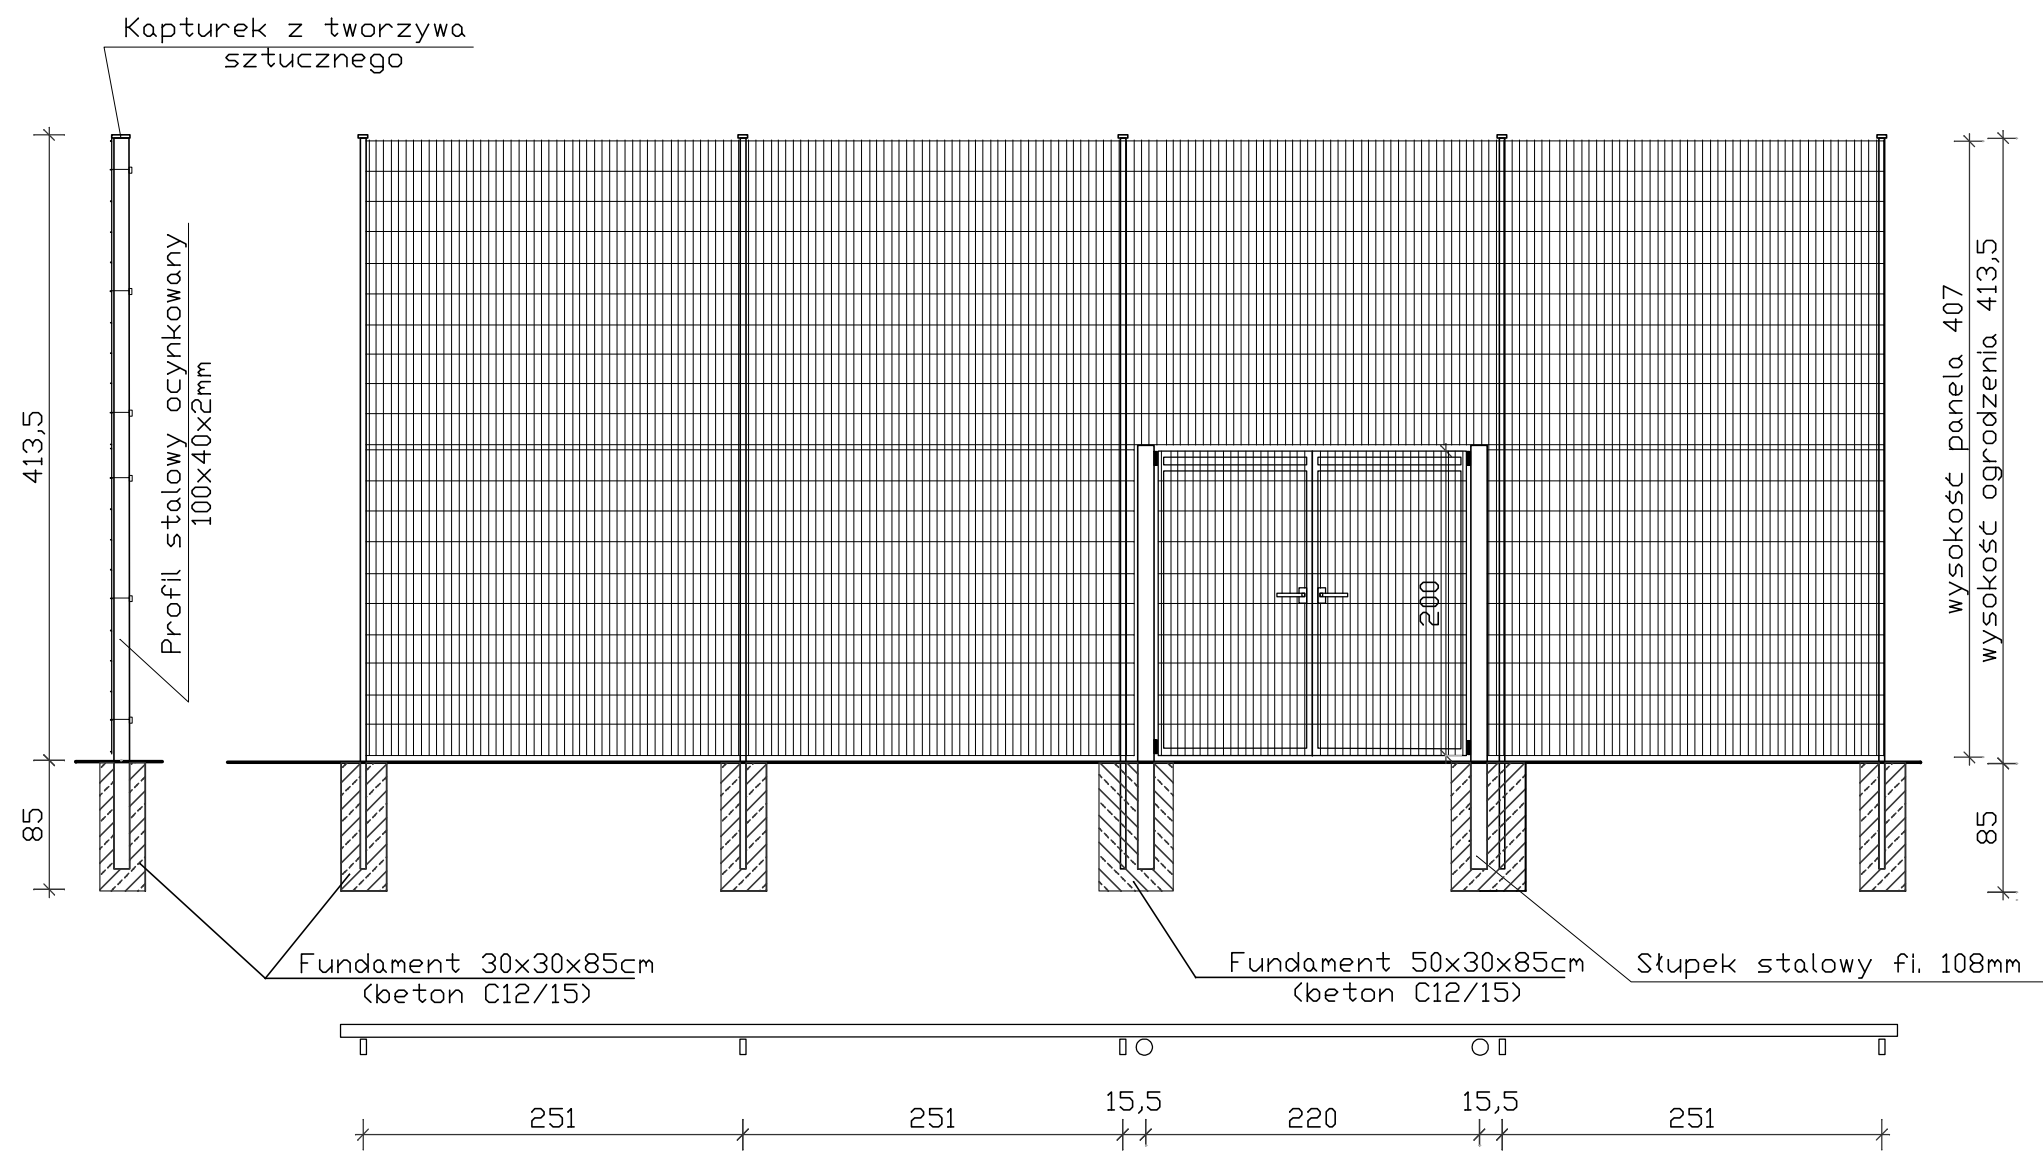 Kapturek z tworzywa
sztucznego
413,5
85
Profil stalowy ocynkowany
100x40x2mm
200
wysokość panela 407
wysokość ogrodzenia 413,5
85
Fundament 30x30x85cm
(beton C12/15)
Fundament 50x30x85cm
(beton C12/15)
Słupek stalowy fi. 108mm
251
251
15,5
220
15,5
251